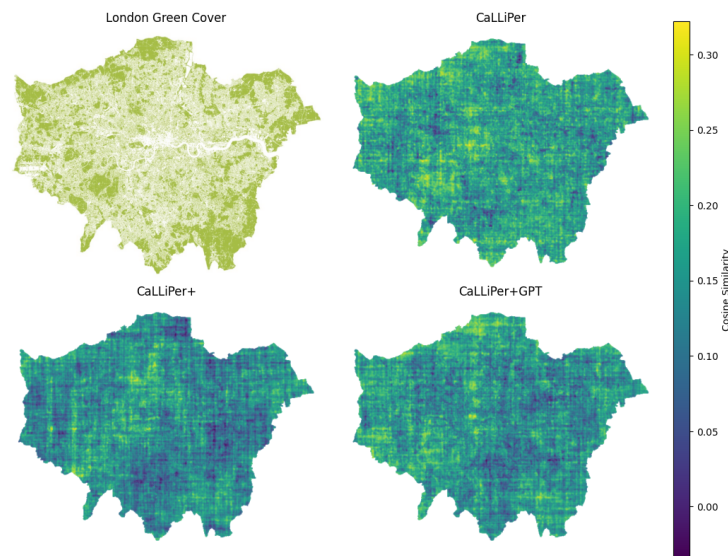 London Green Cover
CaLLiPer
CaLLiPer+
CaLLiPer+GPT
0.30
0.25
0.20
0.15
0.10
0.05
0.00
Cosine Similarity